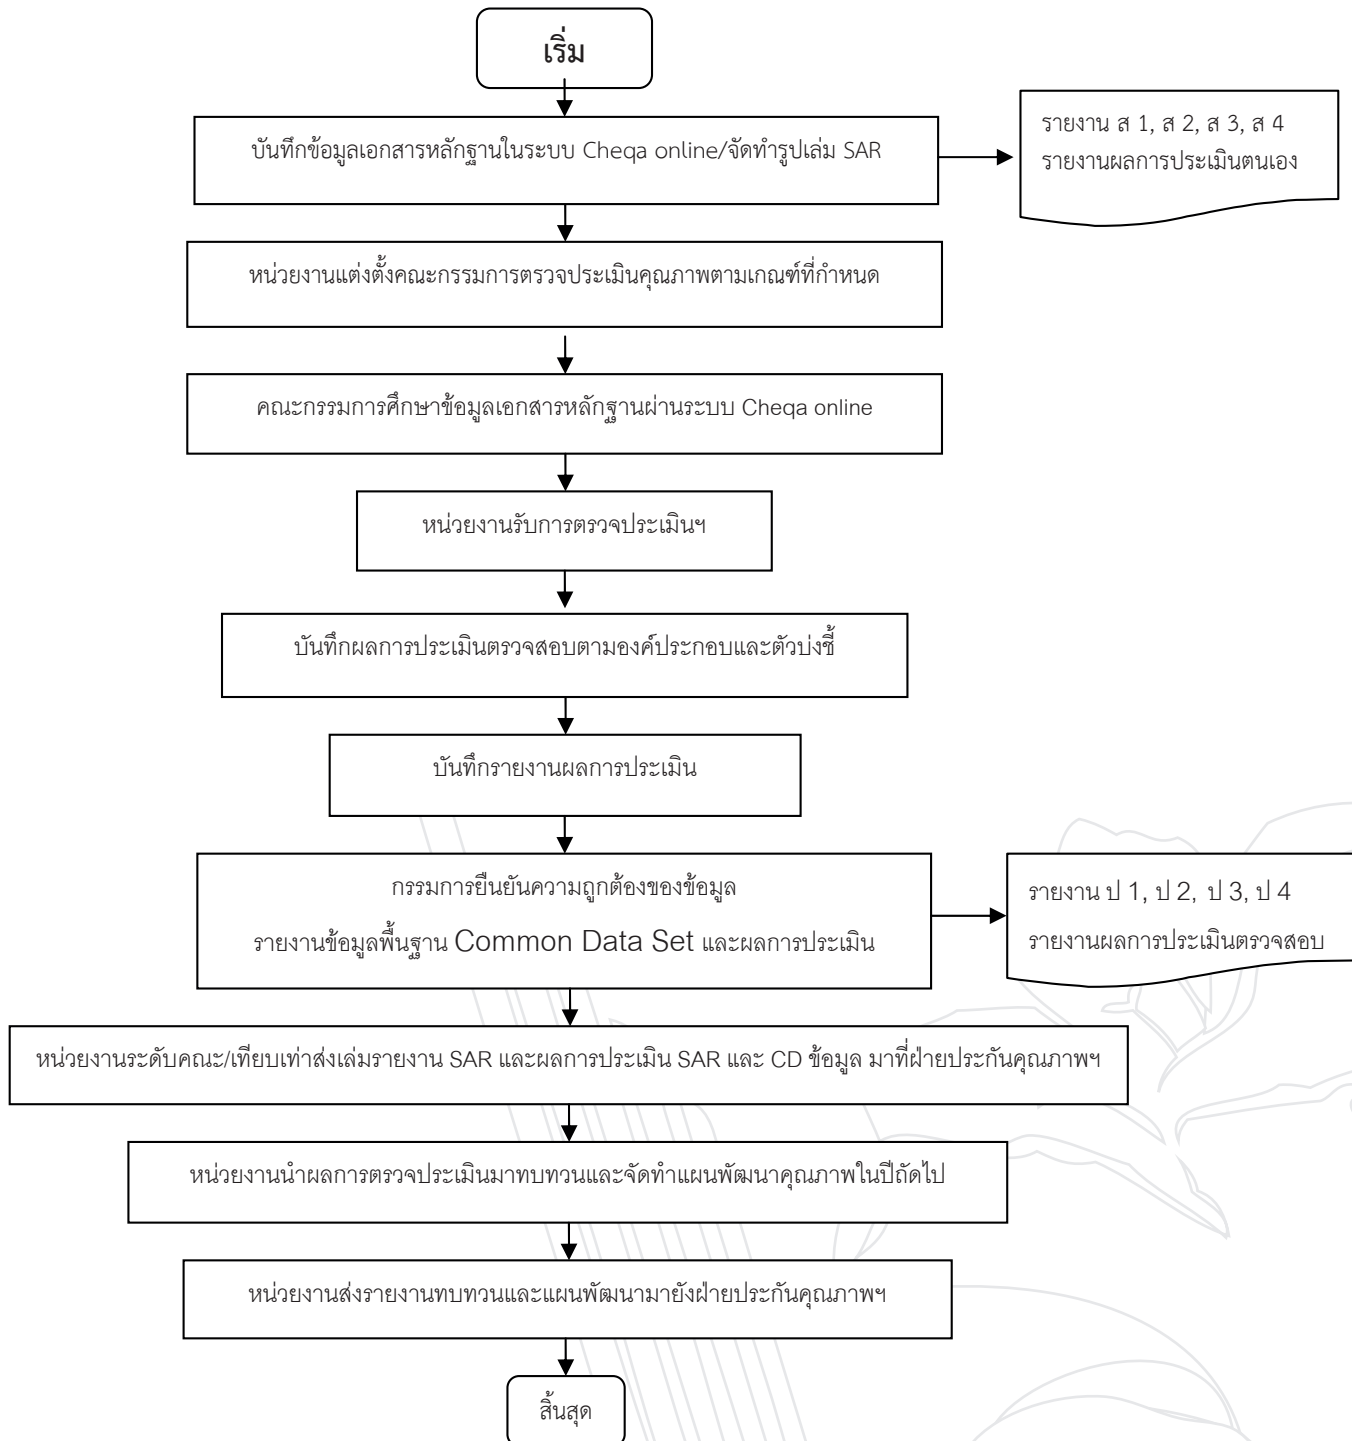 เริ่ม
บันทึกข้อมูลเอกสารหลักฐานในระบบ Cheqa online/จัดทำรูปเล่ม SAR
รายงาน ส 1, ส 2, ส 3, ส 4
รายงานผลการประเมินตนเอง
หน่วยงานแต่งตั้งคณะกรรมการตรวจประเมินคุณภาพตามเกณฑ์ที่กำหนด
คณะกรรมการศึกษาข้อมูลเอกสารหลักฐานผ่านระบบ Cheqa online
หน่วยงานรับการตรวจประเมินฯ
บันทึกผลการประเมินตรวจสอบตามองค์ประกอบและตัวบ่งชี้
บันทึกรายงานผลการประเมิน
กรรมการยืนยันความถูกต้องของข้อมูล
รายงานข้อมูลพื้นฐาน Common Data Set และผลการประเมิน
รายงาน ป 1, ป 2, ป 3, ป 4
รายงานผลการประเมินตรวจสอบ
หน่วยงานระดับคณะ/เทียบเท่าส่งเล่มรายงาน SAR และผลการประเมิน SAR และ CD ข้อมูล มาที่ฝ่ายประกันคุณภาพฯ
หน่วยงานนำผลการตรวจประเมินมาทบทวนและจัดทำแผนพัฒนาคุณภาพในปีถัดไป
หน่วยงานส่งรายงานทบทวนและแผนพัฒนามายังฝ่ายประกันคุณภาพฯ
สิ้นสุด